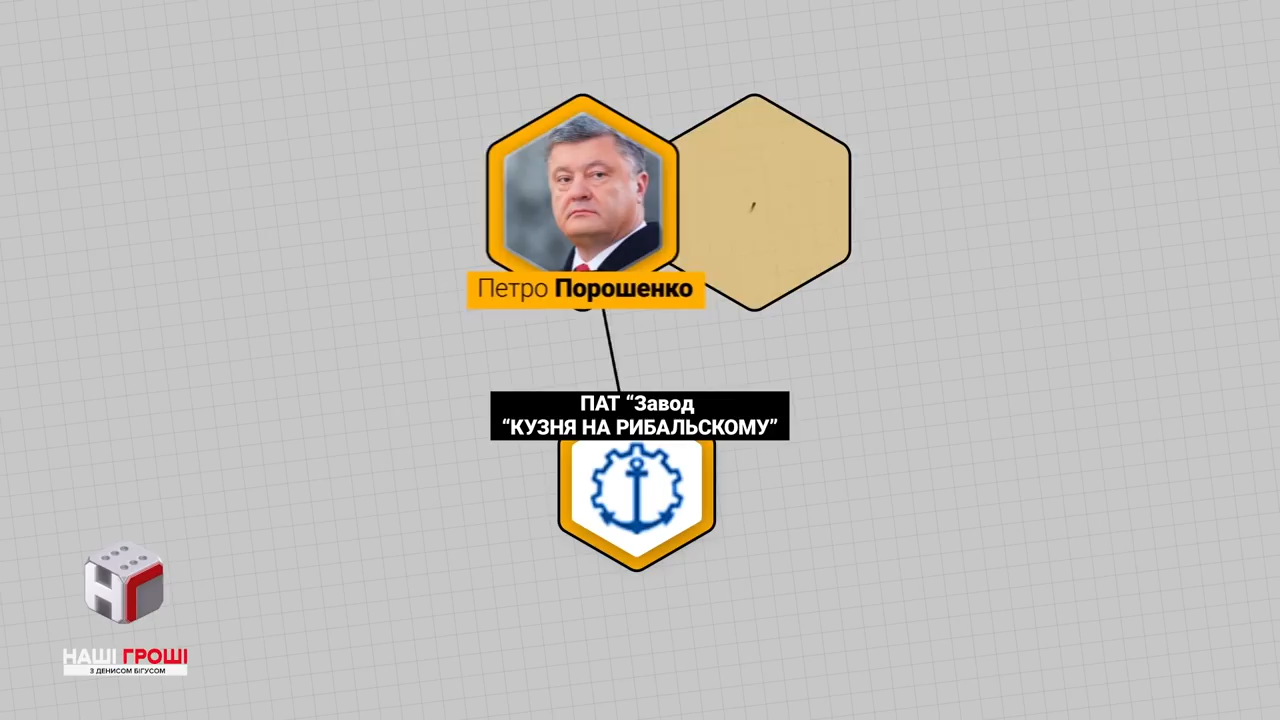 Петро Порошенко
ПАТ “Завод
“КУЗНЯ НА РИБАЛЬСКОМУ”
НАШІ ГРОШІ
З ДЕНИСОМ БІГУСОМ